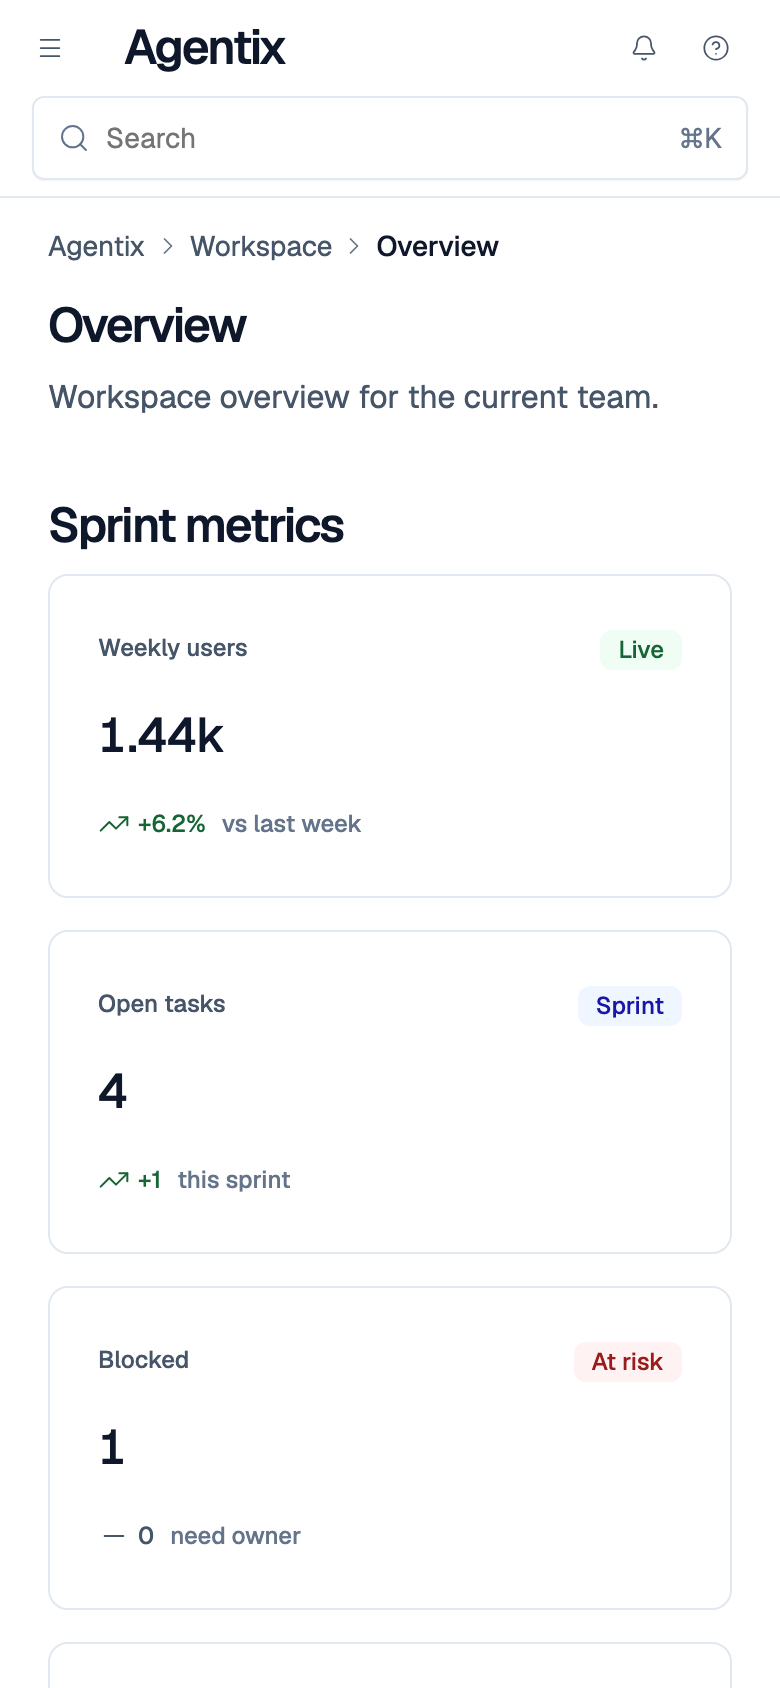 Agentix
Search ⌘K
Agentix > Workspace > Overview
Overview
Workspace overview for the current team.
Sprint metrics
Weekly users Live
1.44k
+6.2% vs last week
Open tasks Sprint
4
+1 this sprint
Blocked At risk
1
— 0 need owner